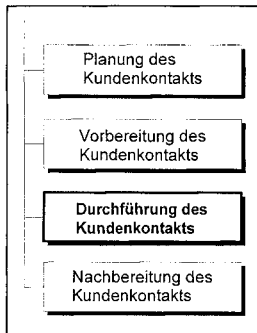 Planung des
Kundenkontakts
Vorbereitung des
Kundenkontakts
Durchführung des
Kundenkontakts
Nachbereitung des
Kundenkontakts